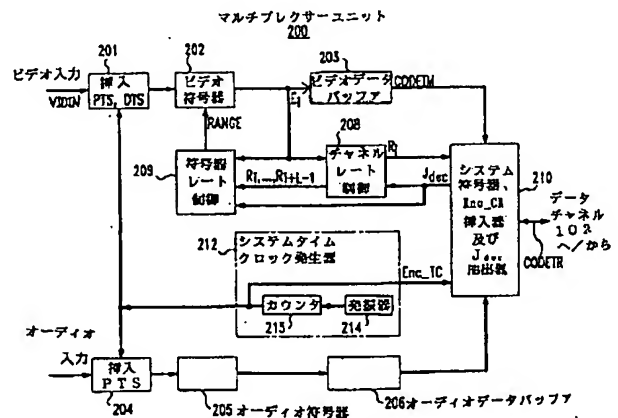 マルチプレクサーユニット
200
201
202
203
ビデオ入力
VIDIN
挿入
PTS, DTS
ビデオ
符号器
Ei
ビデオデータ
バッファ
CODETW
RANGE
208
209
符号器
レート
制御
Ri,...,Ri+L-1
チャネル
レート
制御
Ri
Jdec
システム
符号器、
Enc_CR
挿入器
及び
Jdec
抽出器
210
データ
チャネル
102
へ/から
CODETR
212
システムタイム
クロック発生器
Enc_TC
カウンタ
213
発振器
214
オーディオ
入力
挿入
PTS
204
205オーディオ符号器
206オーディオデータバッファ